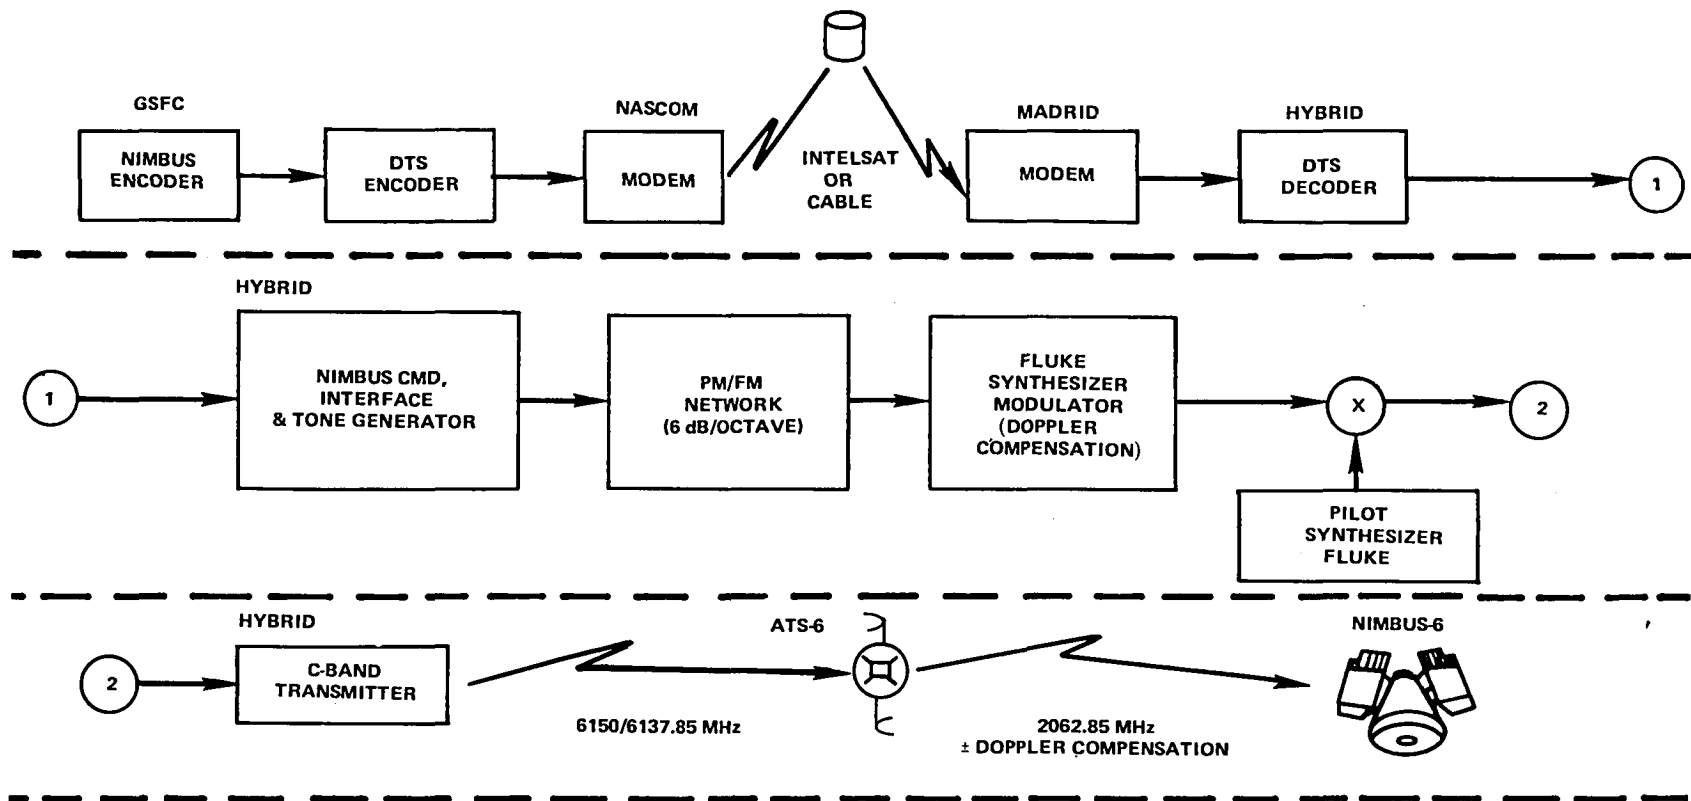 GSFC
NIMBUS
ENCODER
DTS
ENCODER
NASCOM
MODEM
INTELSAT
OR
CABLE
MADRID
MODEM
HYBRID
DTS
DECODER
1
HYBRID
1
NIMBUS CMD,
INTERFACE
& TONE GENERATOR
PM/FM
NETWORK
(6 dB/OCTAVE)
FLUKE
SYNTHESIZER
MODULATOR
(DOPPLER
COMPENSATION)
X
2
PILOT
SYNTHESIZER
FLUKE
HYBRID
2
C-BAND
TRANSMITTER
6150/6137.85 MHz
ATS-6
2062.85 MHz
± DOPPLER COMPENSATION
NIMBUS-6